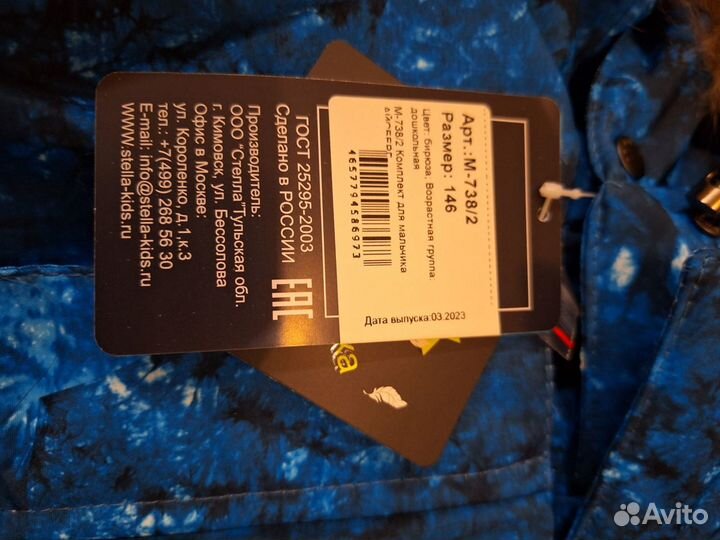 Арт.:М-738/2
Размер: 146
Цвет: бирюза. Возрастная группа:
дошкольная
М-738/2 Комплект для мальчика
4657794586973
Дата выпуска:03.2023
ГОСТ 25295-2003
Сделано в РОССИИ
EAC
Производитель:
ООО "Стелла"Тульская обл.
г. Кимовск, ул. Бессолова
Офис в Москве:
ул. Короленко, д.1,к.3
тел.: +7(499) 268 56 30
E-mail: info@stella-kids.ru
www.stella-kids.ru
Avito